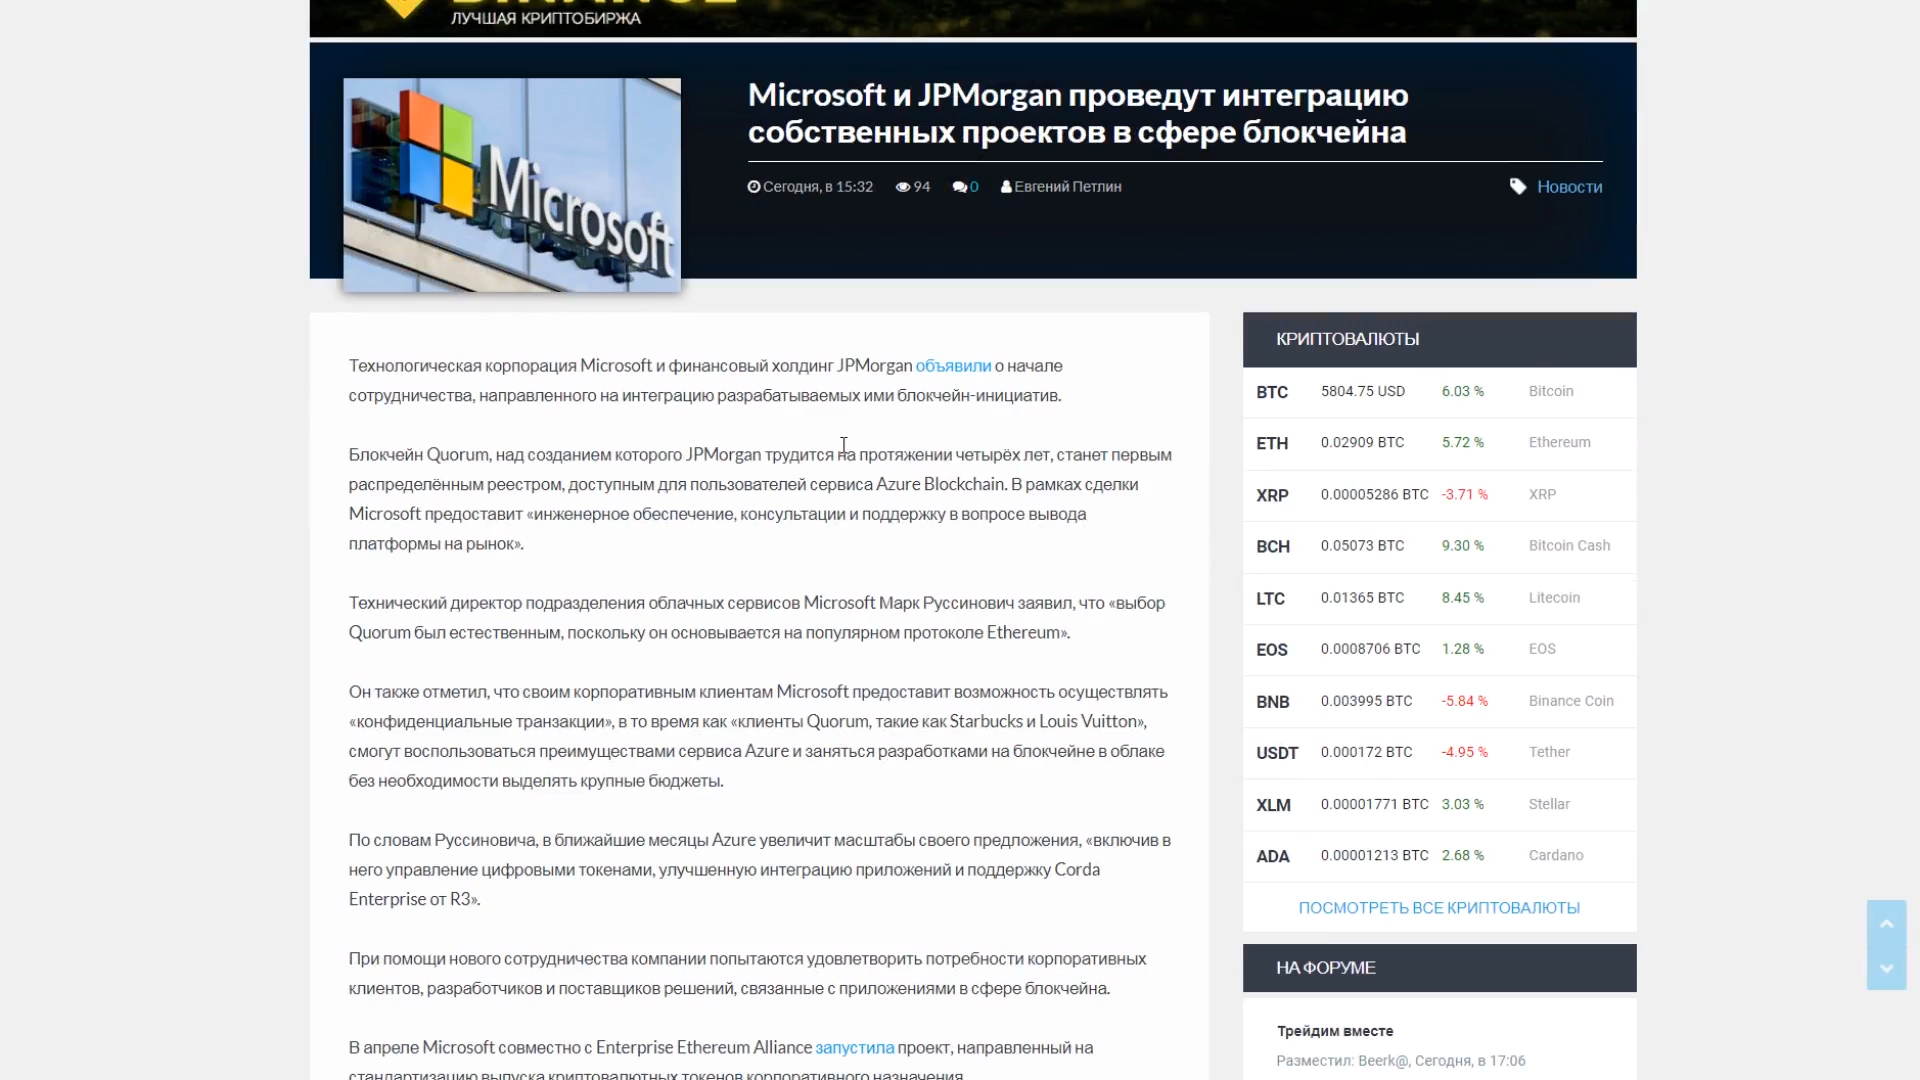 ЛУЧШАЯ КРИПТОБИРЖА
Microsoft
Microsoft и JPMorgan проведут интеграцию
собственных проектов в сфере блокчейна
Сегодня, в 15:32 94 0 Евгений Петлин Новости
Технологическая корпорация Microsoft и финансовый холдинг JPMorgan объявили о начале
сотрудничества, направленного на интеграцию разрабатываемых ими блокчейн-инициатив.
Блокчейн Quorum, над созданием которого JPMorgan трудится на протяжении четырёх лет, станет первым
распределённым реестром, доступным для пользователей сервиса Azure Blockchain. В рамках сделки
Microsoft предоставит «инженерное обеспечение, консультации и поддержку в вопросе вывода
платформы на рынок».
Технический директор подразделения облачных сервисов Microsoft Марк Руссинович заявил, что «выбор
Quorum был естественным, поскольку он основывается на популярном протоколе Ethereum».
Он также отметил, что своим корпоративным клиентам Microsoft предоставит возможность осуществлять
«конфиденциальные транзакции», в то время как «клиенты Quorum, такие как Starbucks и Louis Vuitton»,
смогут воспользоваться преимуществами сервиса Azure и заняться разработками на блокчейне в облаке
без необходимости выделять крупные бюджеты.
По словам Руссиновича, в ближайшие месяцы Azure увеличит масштабы своего предложения, «включив в
него управление цифровыми токенами, улучшенную интеграцию приложений и поддержку Corda
Enterprise от R3».
При помощи нового сотрудничества компании попытаются удовлетворить потребности корпоративных
клиентов, разработчиков и поставщиков решений, связанные с приложениями в сфере блокчейна.
В апреле Microsoft совместно с Enterprise Ethereum Alliance запустила проект, направленный на
стандартизацию выпуска криптовалютных токенов корпоративного назначения.
КРИПТОВАЛЮТЫ
BTC 5804.75 USD 6.03 % Bitcoin
ETH 0.02909 BTC 5.72 % Ethereum
XRP 0.00005286 BTC -3.71 % XRP
BCH 0.05073 BTC 9.30 % Bitcoin Cash
LTC 0.01365 BTC 8.45 % Litecoin
EOS 0.0008706 BTC 1.28 % EOS
BNB 0.003995 BTC -5.84 % Binance Coin
USDT 0.000172 BTC -4.95 % Tether
XLM 0.00001771 BTC 3.03 % Stellar
ADA 0.00001213 BTC 2.68 % Cardano
ПОСМОТРЕТЬ ВСЕ КРИПТОВАЛЮТЫ
НА ФОРУМЕ
Трейдим вместе
Разместил: Beerk@, Сегодня, в 17:06